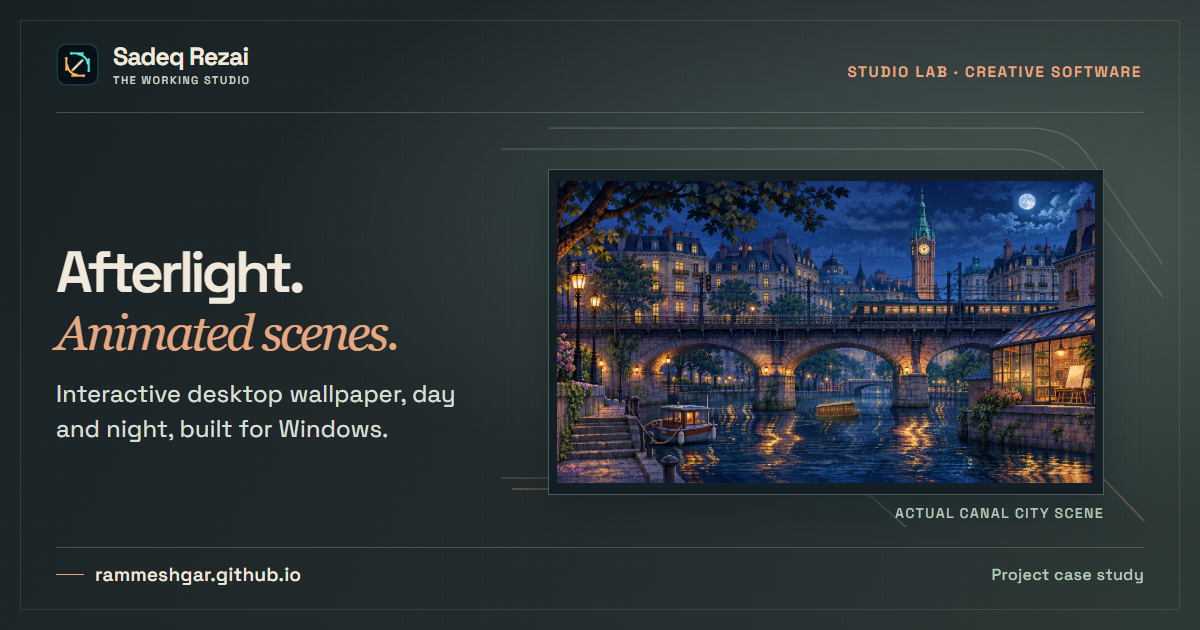 Sadeq Rezai
THE WORKING STUDIO
STUDIO LAB · CREATIVE SOFTWARE
Afterlight.
Animated scenes.
Interactive desktop wallpaper, day
and night, built for Windows.
ACTUAL CANAL CITY SCENE
rammeshgar.github.io
Project case study